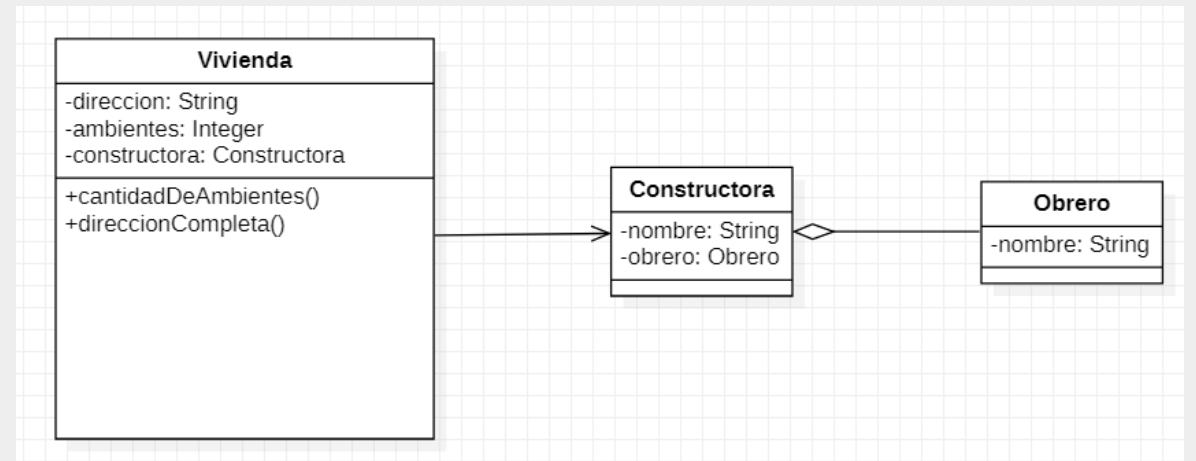 Vivienda
-direccion: String
-ambientes: Integer
-constructora: Constructora
+cantidadDeAmbientes()
+direccionCompleta()
Constructora
-nombre: String
-obrero: Obrero
Obrero
-nombre: String